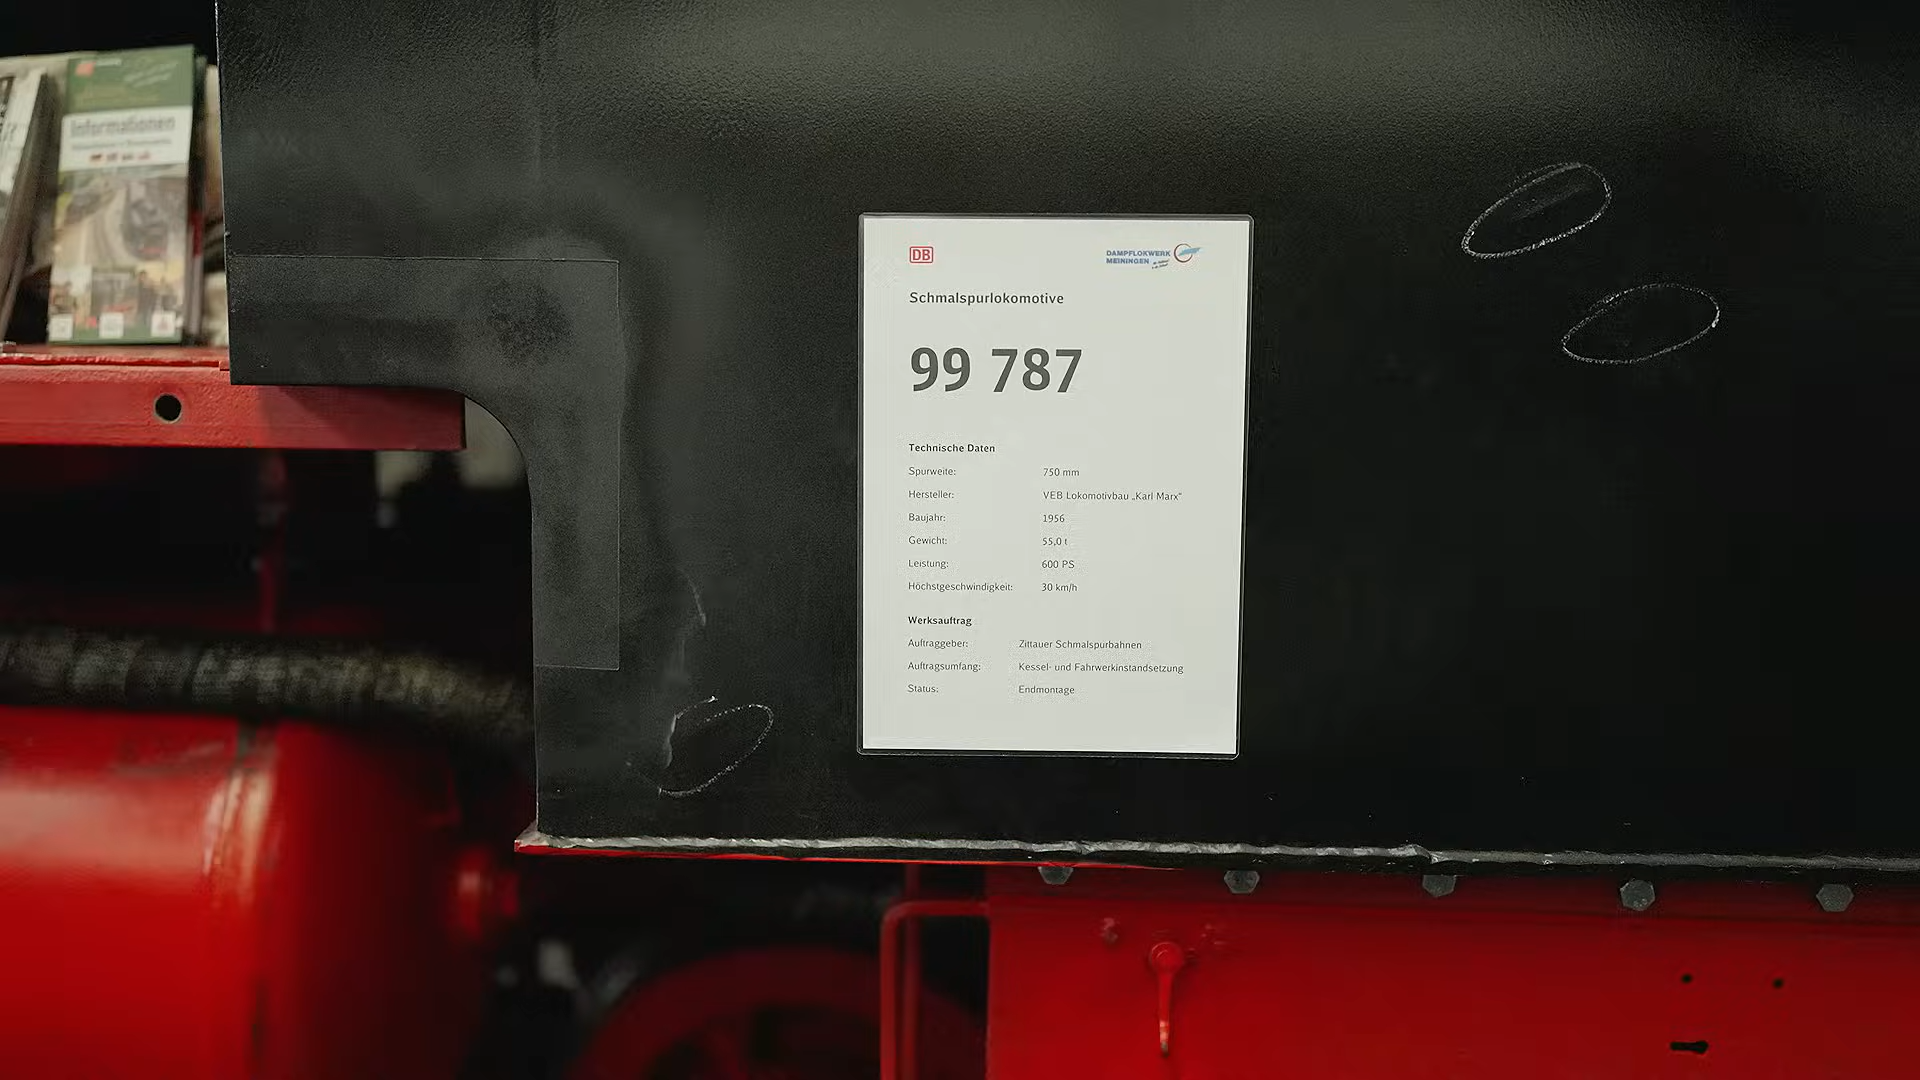 Informationen
DB
DAMPFLOKWERK
MEININGEN
Schmalspurlokomotive
99 787
Technische Daten
Spurweite: 750 mm
Hersteller: VEB Lokomotivbau „Karl Marx“
Baujahr: 1956
Gewicht: 55,0 t
Leistung: 600 PS
Höchstgeschwindigkeit: 30 km/h
Werksauftrag
Auftraggeber: Zittauer Schmalspurbahnen
Auftragsumfang: Kessel- und Fahrwerkinstandsetzung
Status: Endmontage